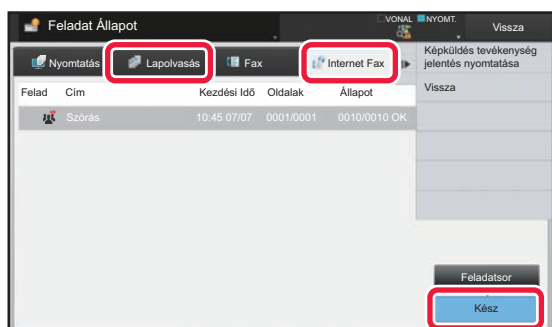 Feladat Állapot
VONAL
NYOMT.
Vissza
Nyomtatás
Lapolvasás
Fax
Internet Fax
Képküldés tevékenység
jelentés nyomtatása
Vissza
Felad Cím Kezdési Idő Oldalak Állapot
Szórás 10:45 07/07 0001/0001 0010/0010 OK
Feladatsor
Kész